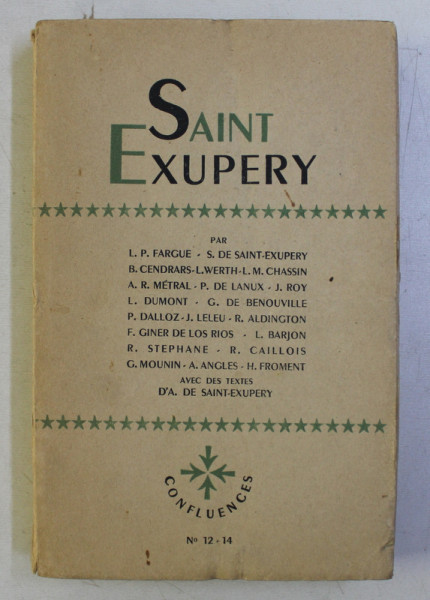 SAINT
EXUPERY
PAR
L. P. FARGUE - S. DE SAINT-EXUPERY
B. CENDRARS-L.WERTH-L. M. CHASSIN
A. R. MÉTRAL - P. DE LANUX - J. ROY
L. DUMONT - G. DE BENOUVILLE
P. DALLOZ-J. LELEU - R. ALDINGTON
F. GINER DE LOS RIOS - L. BARJON
R. STEPHANE - R. CAILLOIS
G. MOUNIN - A. ANGLES - H. FROMENT
AVEC DES TEXTES
D'A. DE SAINT-EXUPERY
CONFLUENCES
No 12 - 14